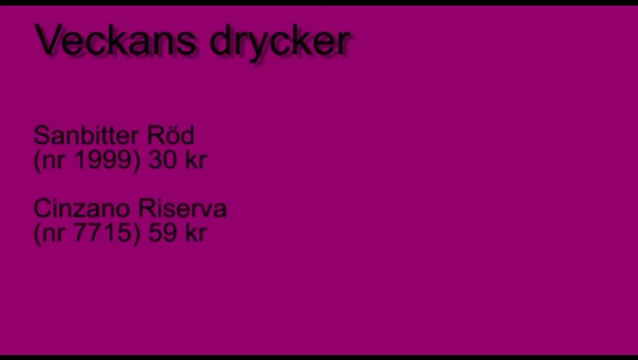 Veckans drycker
Sanbitter Röd
(nr 1999) 30 kr
Cinzano Riserva
(nr 7715) 59 kr